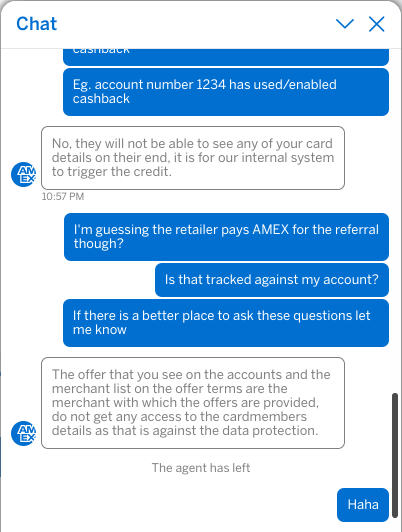 Chat
cashback
Eg. account number 1234 has used/enabled
cashback
No, they will not be able to see any of your card
details on their end, it is for our internal system
to trigger the credit.
AM
EX
10:57 PM
I'm guessing the retailer pays AMEX for the referral
though?
Is that tracked against my account?
If there is a better place to ask these questions let
me know
The offer that you see on the accounts and the
merchant list on the offer terms are the
merchant with which the offers are provided,
do not get any access to the cardmembers
details as that is against the data protection.
AM
EX
The agent has left
Haha